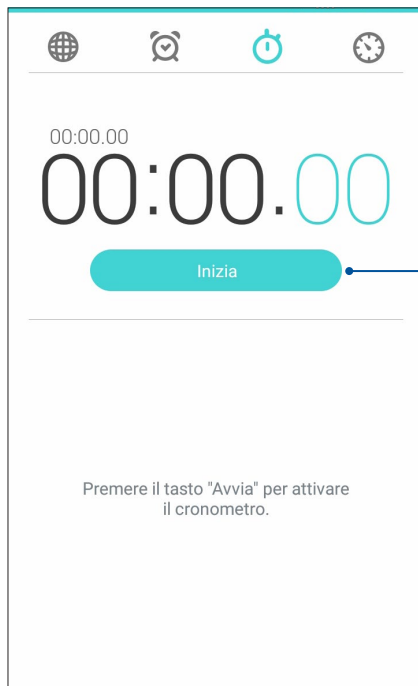 00:00.00
00:00.00
Inizia
Premere il tasto "Avvia" per attivare
il cronometro.